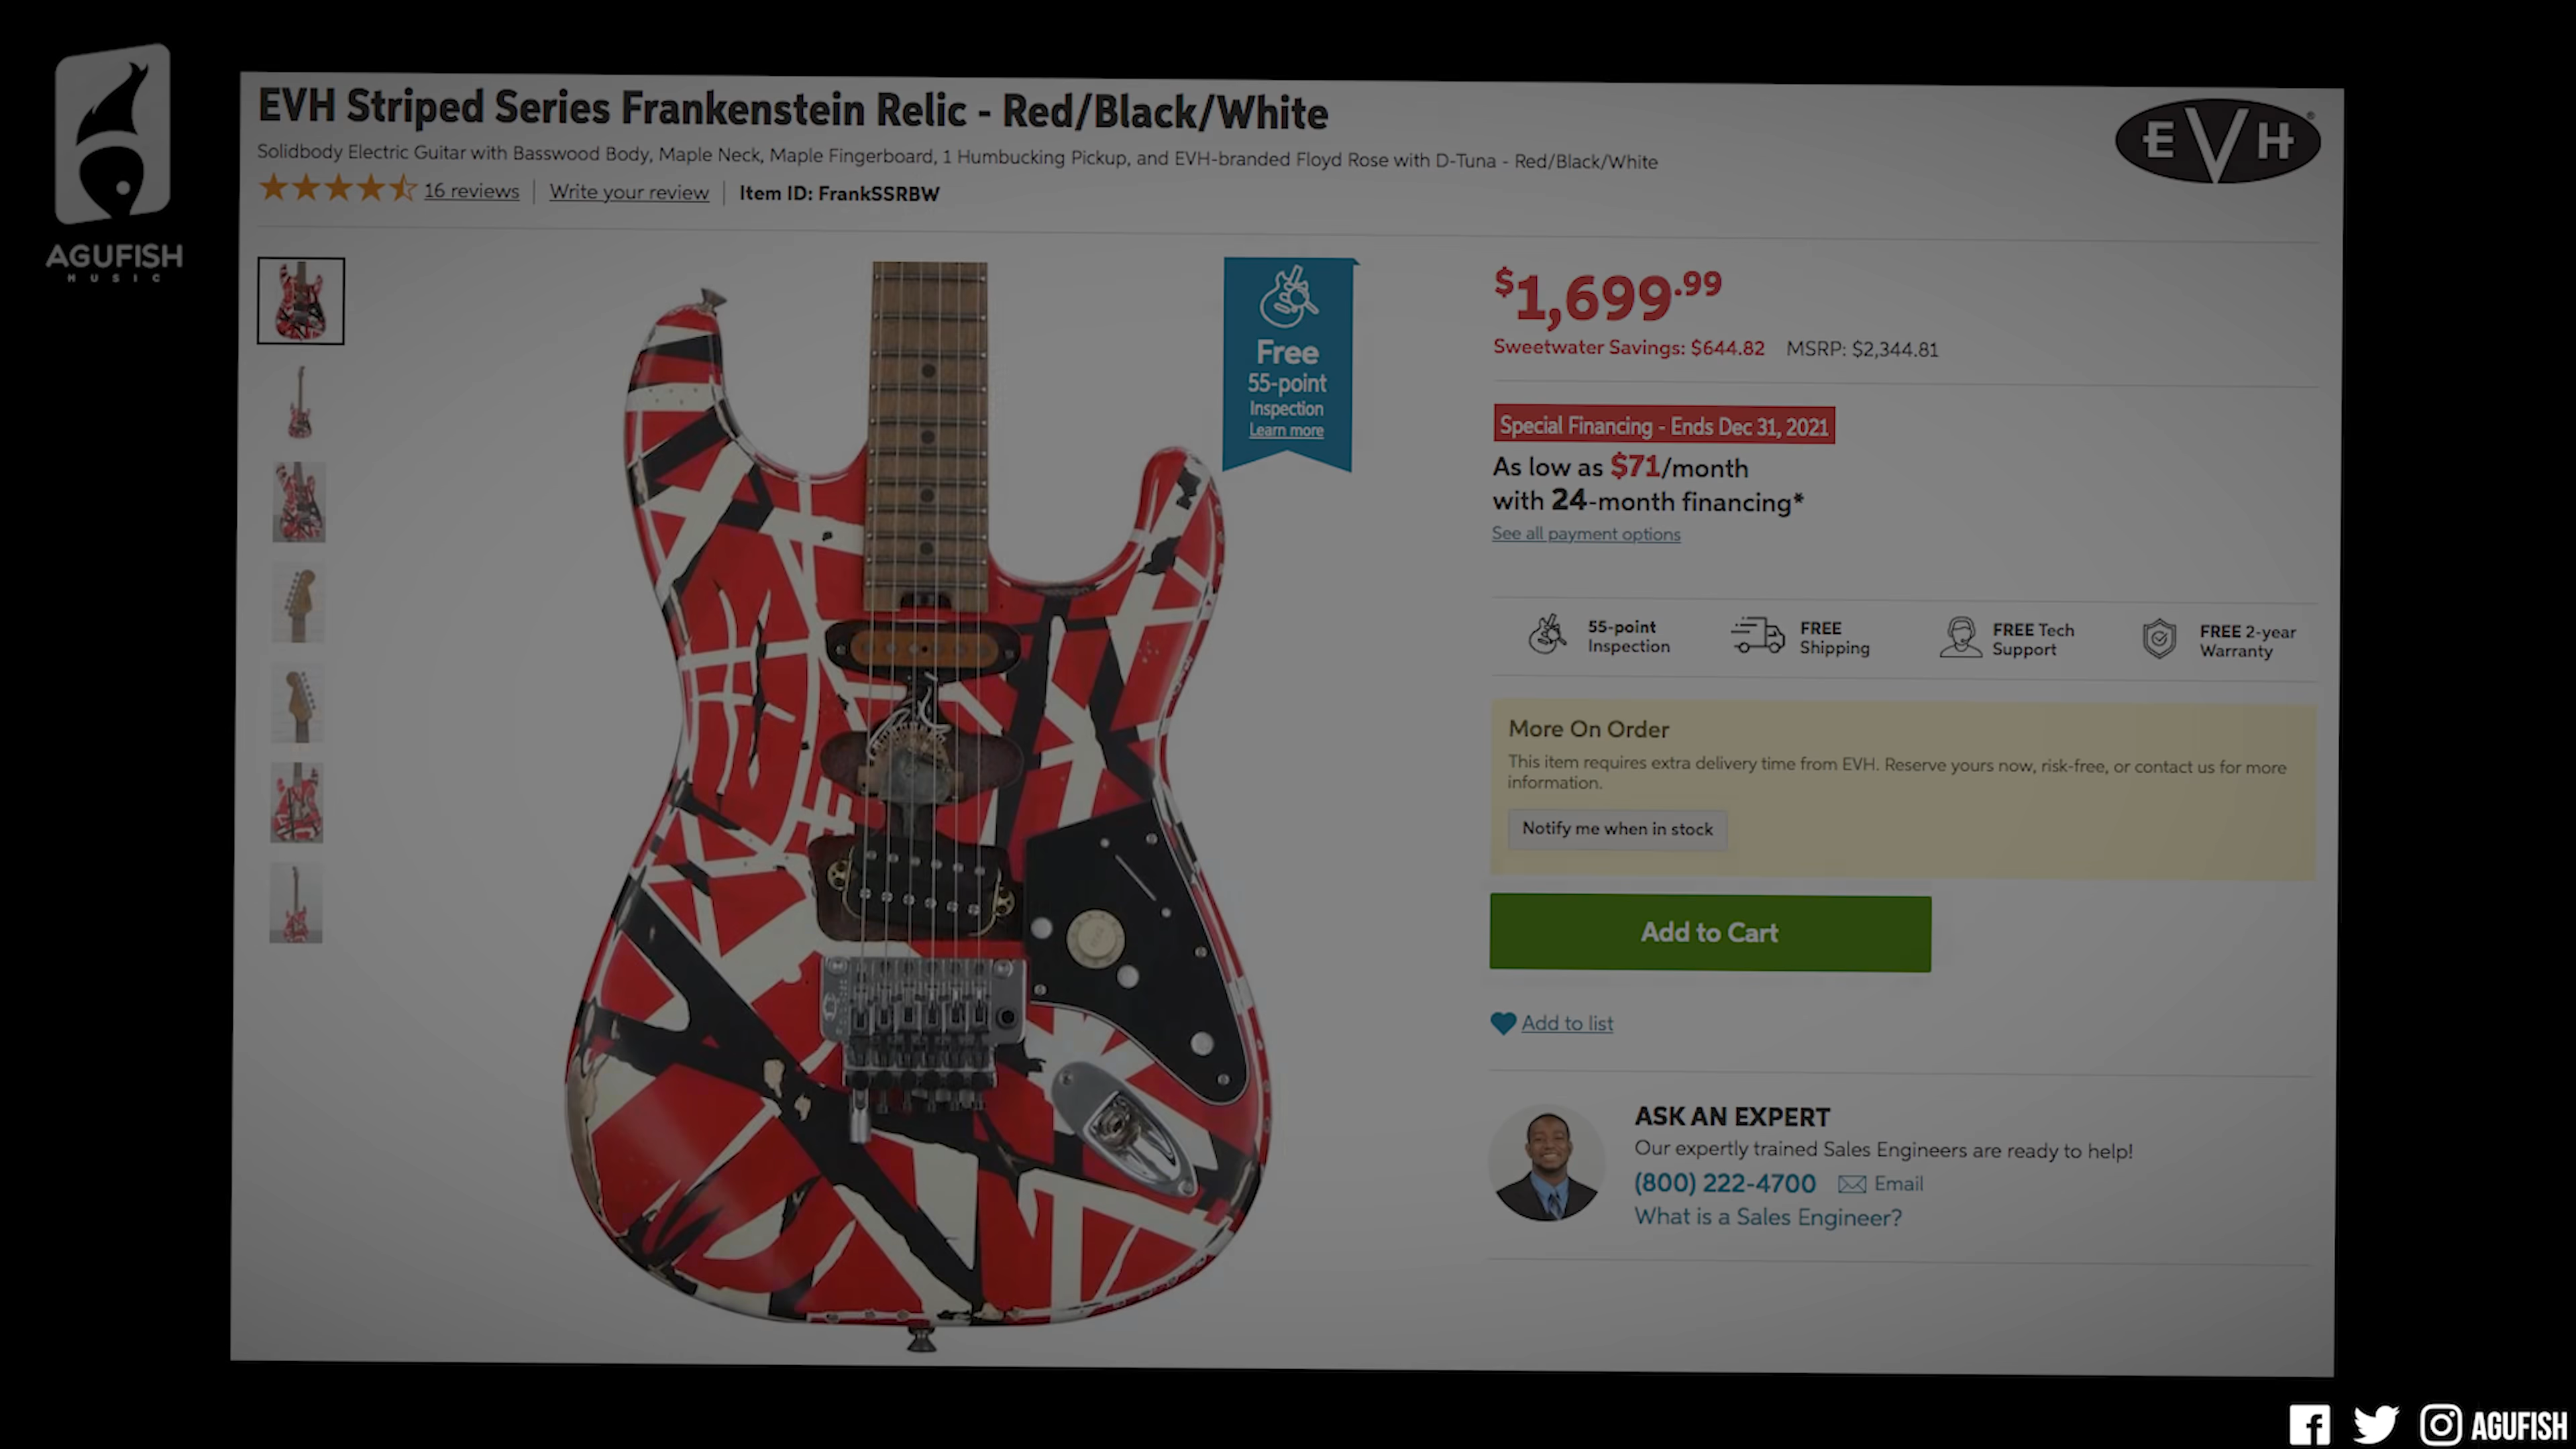 AGUFISH
MUSIC
EVH Striped Series Frankenstein Relic - Red/Black/White
Solidbody Electric Guitar with Basswood Body, Maple Neck, Maple Fingerboard, 1 Humbucking Pickup, and EVH-branded Floyd Rose with D-Tuna - Red/Black/White
16 reviews | Write your review | Item ID: FrankSSRBW
EVH®
Free
55-point
Inspection
Learn more
$1,699.99
Sweetwater Savings: $644.82 MSRP: $2,344.81
Special Financing - Ends Dec 31, 2021
As low as $71/month
with 24-month financing*
See all payment options
55-point
Inspection
FREE
Shipping
FREE Tech
Support
FREE 2-year
Warranty
More On Order
This item requires extra delivery time from EVH. Reserve yours now, risk-free, or contact us for more
information.
Notify me when in stock
Add to Cart
Add to list
ASK AN EXPERT
Our expertly trained Sales Engineers are ready to help!
(800) 222-4700 Email
What is a Sales Engineer?
AGUFISH